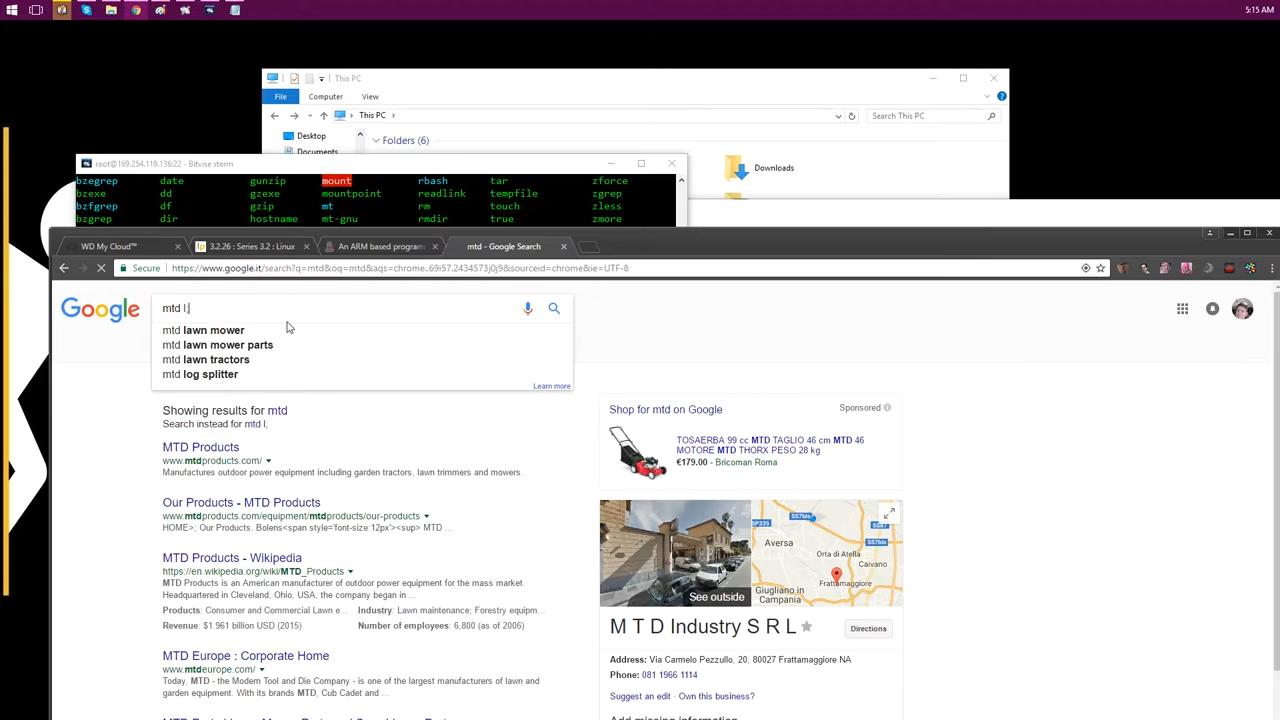 5:15 AM
This PC
File
Computer
View
This PC
Search This PC
Desktop
Documents
Folders (6)
Downloads
root@169.254.119.136:22 - Bitvise xterm
bzegrep date gunzip mount rbash tar zforce
bzexe dd gzexe mountpoint readlink tempfile zgrep
bzfgrep df gzip mt rm touch zless
bzgrep dir hostname mt-gnu rmdir true zmore
WD My Cloud™
lp 3.2.26 : Series 3.2 : Linux
An ARM based program
mtd - Google Search
Secure
https://www.google.it/search?q=mtd&oq=mtd&aqs=chrome..69i57.2434573j0j9&sourceid=chrome&ie=UTF-8
Google
mtd l;
mtd lawn mower
mtd lawn mower parts
mtd lawn tractors
mtd log splitter
Learn more
Showing results for mtd
Search instead for mtd l;
MTD Products
www.mtdproducts.com/
Manufactures outdoor power equipment including garden tractors, lawn trimmers and mowers.
Our Products - MTD Products
www.mtdproducts.com/equipment/mtdproducts/our-products
HOME>; Our Products. Bolens<span style='font-size:12px'><sup> MTD ...
MTD Products - Wikipedia
https://en.wikipedia.org/wiki/MTD_Products
MTD Products is an American manufacturer of outdoor power equipment for the mass market.
Headquartered in Cleveland, Ohio, USA, the company began in ...
Products: Consumer and Commercial Lawn e... Industry: Lawn maintenance; Forestry equipm...
Revenue: $1.961 billion USD (2015) Number of employees: 6,800 (as of 2006)
MTD Europe : Corporate Home
www.mtdeurope.com/
Today, MTD - the Modern Tool and Die Company - is one of the largest manufacturers of lawn and
garden equipment. With its brands MTD, Cub Cadet and ...
Shop for mtd on Google
Sponsored
TOSAERBA 99 cc MTD TAGLIO 46 cm MTD 46
MOTORE MTD THORX PESO 28 kg
€179.00 - Bricoman Roma
See outside
SP335
SS7bis
SS7bis
Aversa
Orta di Atella
Caivano
Frattamaggiore
Giugliano in
Campania
M T D Industry S R L
Directions
Address: Via Carmelo Pezzullo, 20, 80027 Frattamaggiore NA
Phone: 081 1966 1114
Suggest an edit · Own this business?
Add missing information